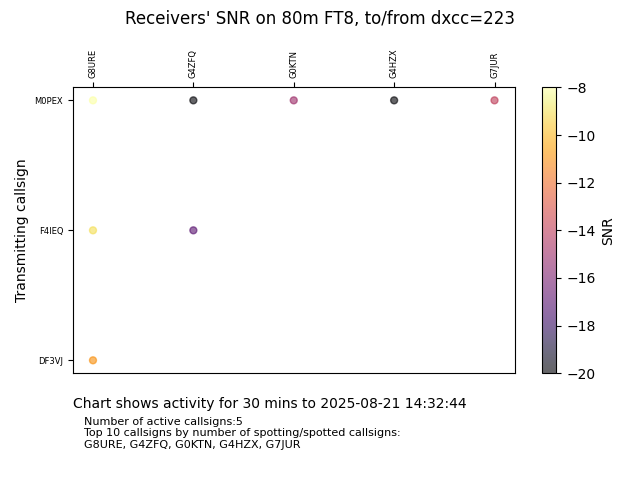 Receivers' SNR on 80m FT8, to/from dxcc=223
G8URE G4ZFQ G0KTN G4HZX G7JUR
M0PEX
F4IEQ
DF3VJ
Transmitting callsign
−8
−10
−12
−14
−16
−18
−20
SNR
Chart shows activity for 30 mins to 2025-08-21 14:32:44
Number of active callsigns:5
Top 10 callsigns by number of spotting/spotted callsigns:
G8URE, G4ZFQ, G0KTN, G4HZX, G7JUR